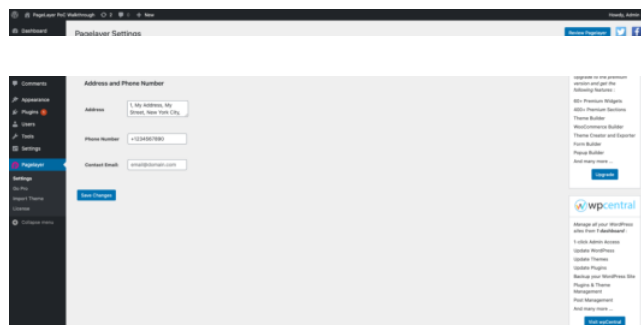 PageLayer PoC Walkthrough 2 0 + New Howdy, Admin
Dashboard
Pagelayer Settings
Review Pagelayer
Comments
Appearance
Plugins
Users
Tools
Settings
Pagelayer
Settings
Go Pro
Import Theme
License
Collapse menu
Address and Phone Number
Address
1, My Address, My
Street, New York City,
Phone Number
+1234567890
Contact Email
email@domain.com
Save Changes
Upgrade to the premium
version and get the
following features :
60+ Premium Widgets
400+ Premium Sections
Theme Builder
WooCommerce Builder
Theme Creator and Exporter
Form Builder
Popup Builder
And many more ...
Upgrade
wpcentral
Manage all your WordPress
sites from 1 dashboard :
1-click Admin Access
Update WordPress
Update Themes
Update Plugins
Backup your WordPress Site
Plugins & Theme
Management
Post Management
And many more ...
Visit wpCentral